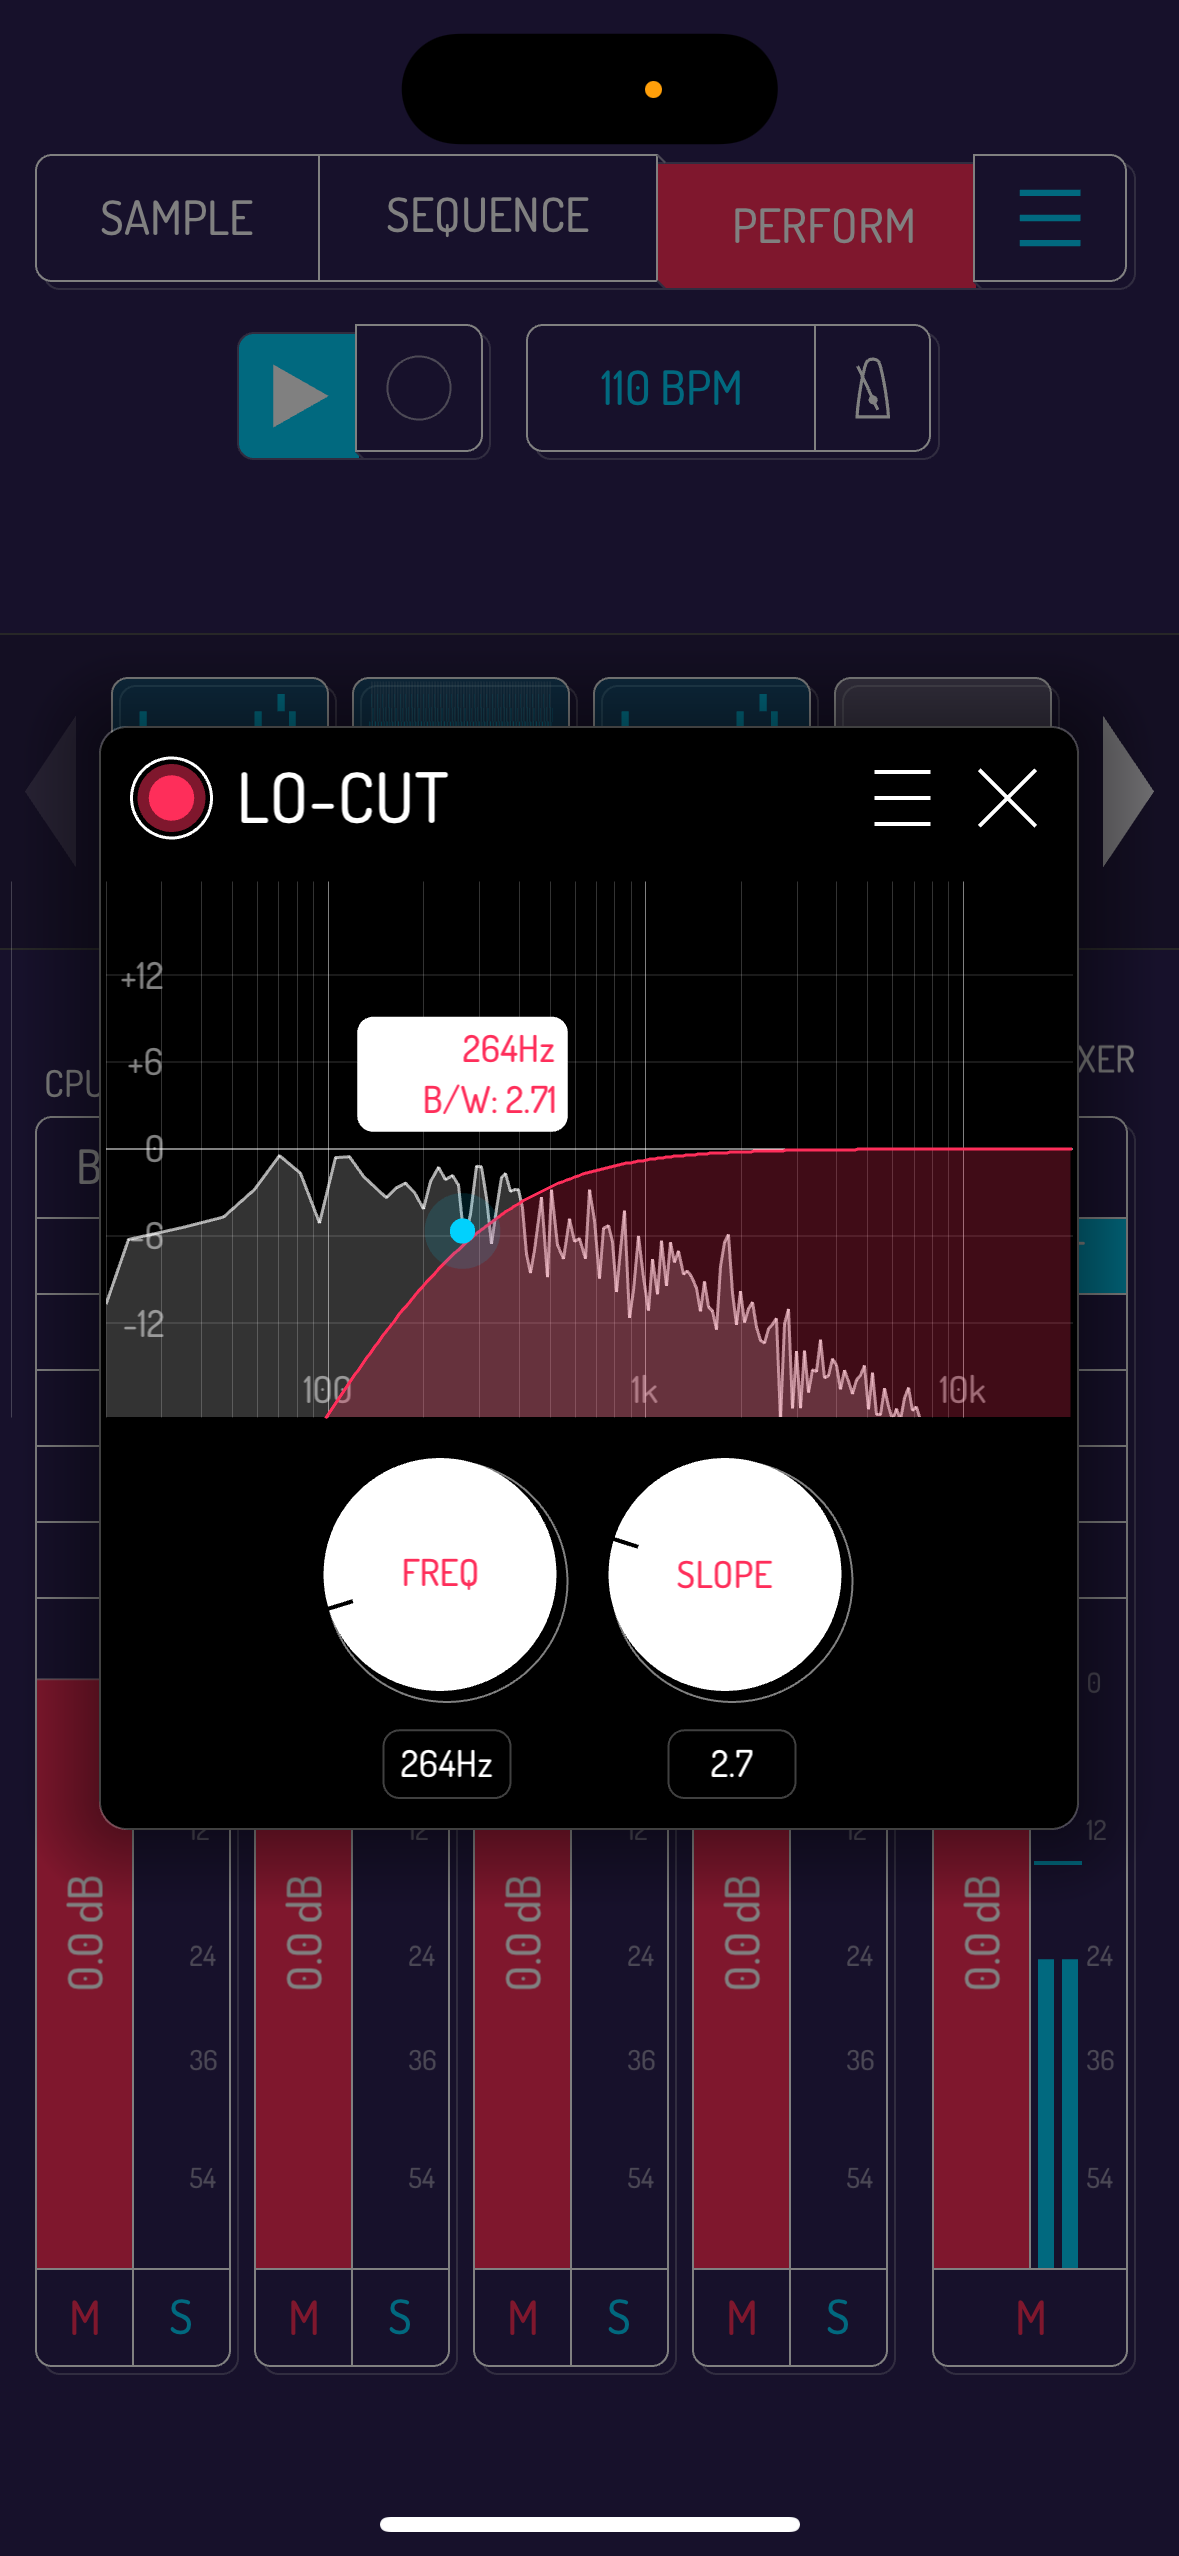 SAMPLE
SEQUENCE
PERFORM
110 BPM
LO-CUT
+12
+6
0
-6
-12
264Hz
B/W: 2.71
100
1k
10k
FREQ
SLOPE
264Hz
2.7
CPU
XER
B
0
12
12
12
12
12
0.0 dB
0.0 dB
0.0 dB
0.0 dB
0.0 dB
24
24
24
24
24
36
36
36
36
36
54
54
54
54
54
M
S
M
S
M
S
M
S
M